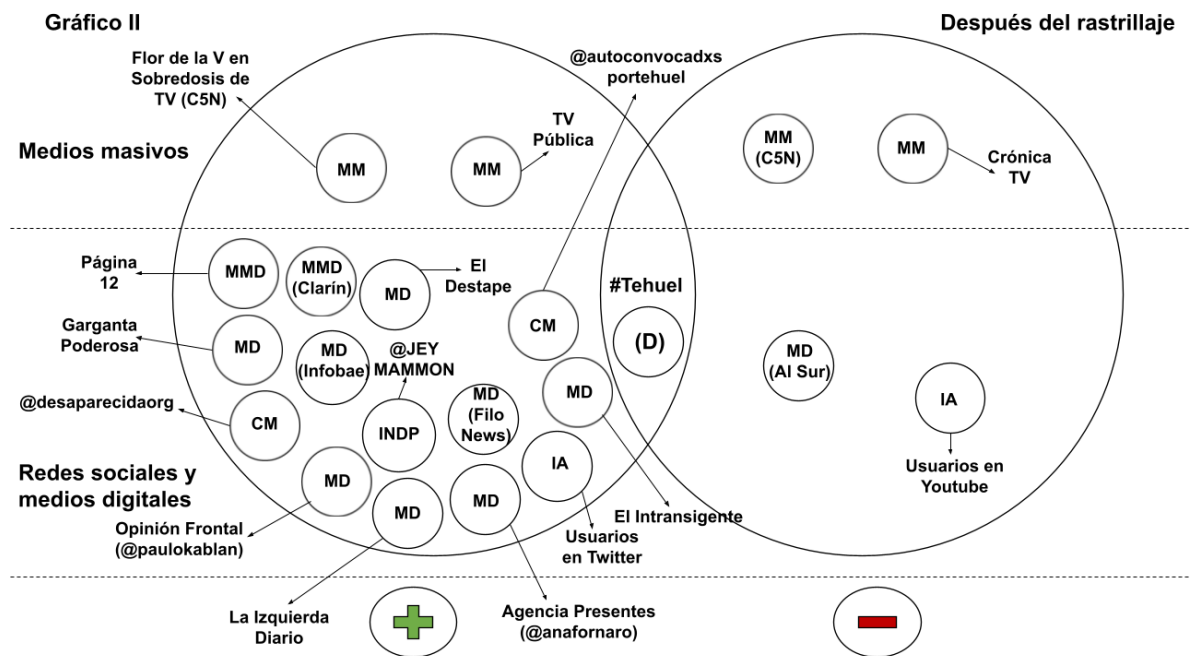 Gráfico II
Después del rastrillaje
Flor de la V en
Sobredosis de
TV (C5N)
@autoconvocadxs
portehuel
TV
Pública
Medios masivos
MM
MM
MM
(C5N)
MM
Crónica
TV
Página
12
MMD
MMD
(Clarín)
MD
El
Destape
#Tehuel
CM
(D)
Garganta
Poderosa
MD
MD
(Infobae)
@JEY
MAMMON
MD
(Al Sur)
@desaparecidaorg
CM
INDP
MD
(Filo
News)
MD
IA
Redes sociales y
medios digitales
MD
MD
MD
IA
Usuarios en
Youtube
Opinión Frontal
(@paulokablan)
El Intransigente
Usuarios
en Twitter
La Izquierda
Diario
Agencia Presentes
(@anafornaro)